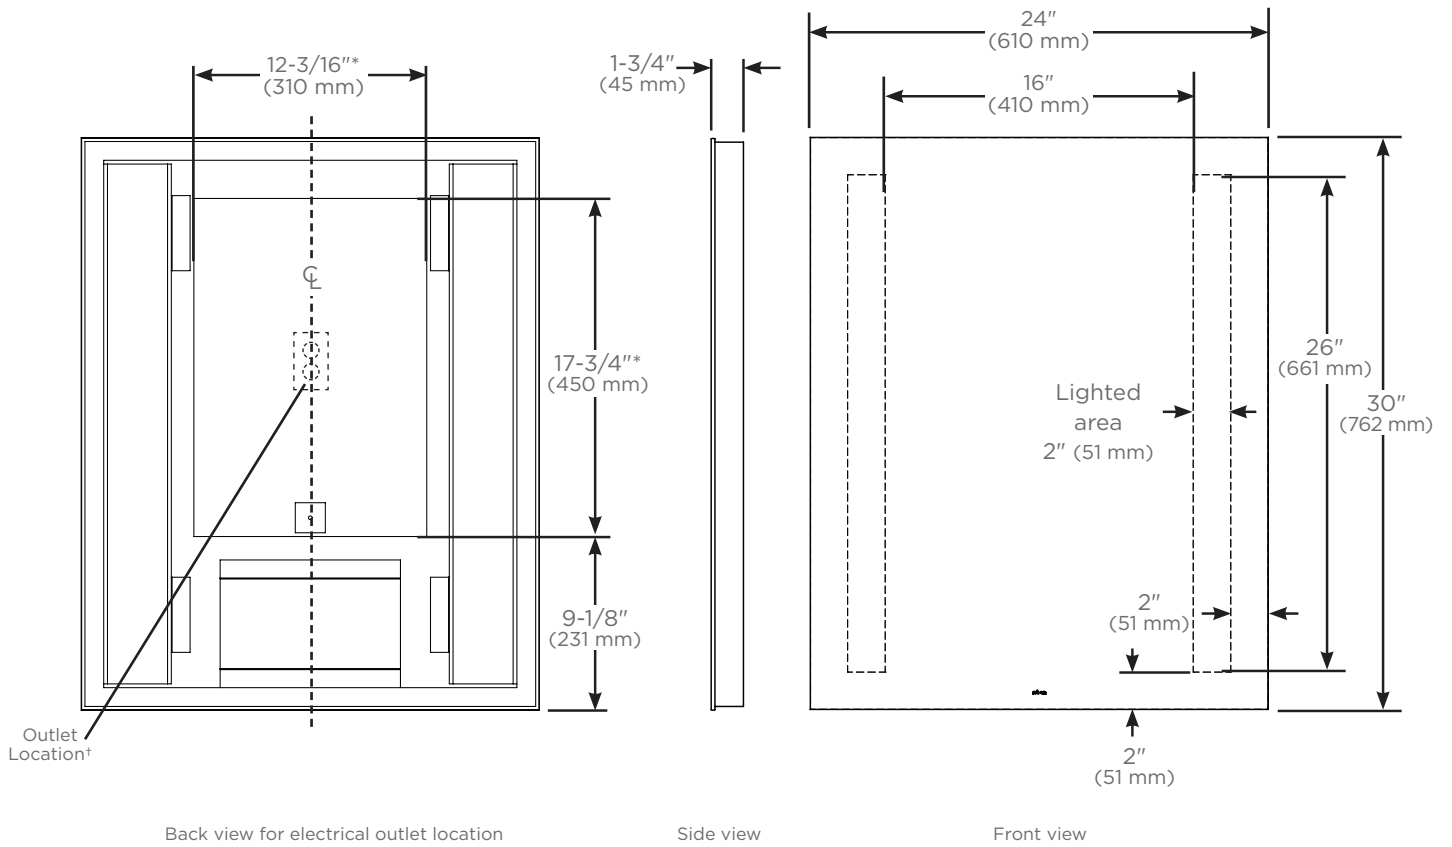 12-3/16"*
(310 mm)
℄
17-3/4"*
(450 mm)
9-1/8"
(231 mm)
Outlet
Location†
Back view for electrical outlet location
1-3/4"
(45 mm)
Side view
24"
(610 mm)
16"
(410 mm)
26"
(661 mm)
30"
(762 mm)
Lighted
area
2" (51 mm)
2"
(51 mm)
2"
(51 mm)
Front view